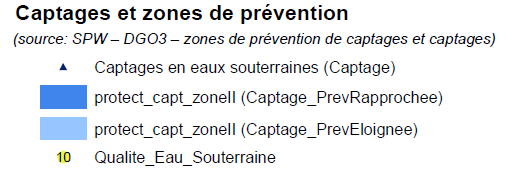 Captages et zones de prévention
(source: SPW – DGO3 – zones de prévention de captages et captages)
Captages en eaux souterraines (Captage)
protect_capt_zoneII (Captage_PrevRapprochee)
protect_capt_zoneII (Captage_PrevEloignee)
10 Qualite_Eau_Souterraine